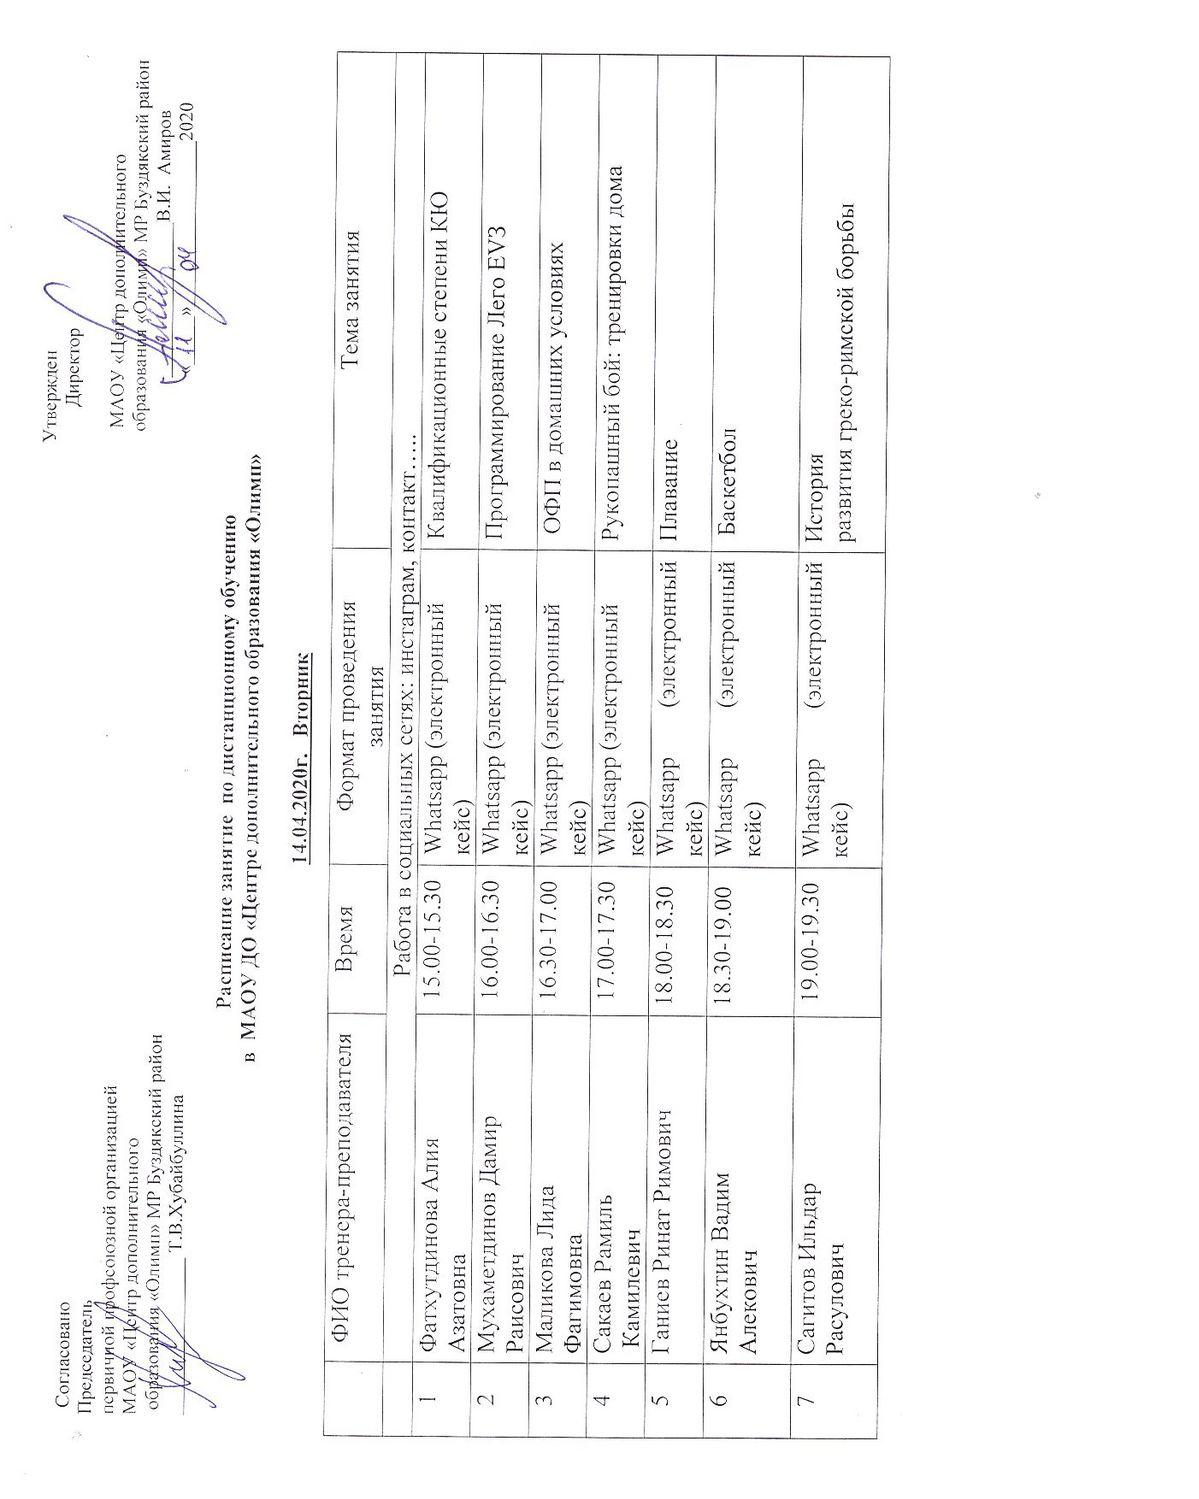 Согласовано
Председатель
первичной профсоюзной организацией
МАОУ «Центр дополнительного
образования «Олимп» МР Буздякский район
Т.В.Хубайбуллина
Утвержден
Директор
МАОУ «Центр дополнительного
образования «Олимп» МР Буздякский район
В.И. Амиров
« 11 » 04 2020
Расписание занятие по дистанционному обучению
в МАОУ ДО «Центре дополнительного образования «Олимп»
14.04.2020г. Вторник
ФИО тренера-преподавателя Время Формат проведения Тема занятия
занятия
Работа в социальных сетях: инстаграм, контакт…..
1 Фатхутдинова Алия 15.00-15.30 Whatsapp (электронный Квалификационные степени КЮ
Азатовна кейс)
2 Мухаметдинов Дамир 16.00-16.30 Whatsapp (электронный Программирование Лего EV3
Раисович кейс)
3 Маликова Лида 16.30-17.00 Whatsapp (электронный ОФП в домашних условиях
Фагимовна кейс)
4 Сакаев Рамиль 17.00-17.30 Whatsapp (электронный Рукопашный бой: тренировки дома
Камилевич кейс)
5 Ганиев Ринат Римович 18.00-18.30 Whatsapp (электронный Плавание
кейс)
6 Янбухтин Вадим 18.30-19.00 Whatsapp (электронный Баскетбол
Алекович кейс)
7 Сагитов Ильдар 19.00-19.30 Whatsapp (электронный История
Расулович кейс) развития греко-римской борьбы